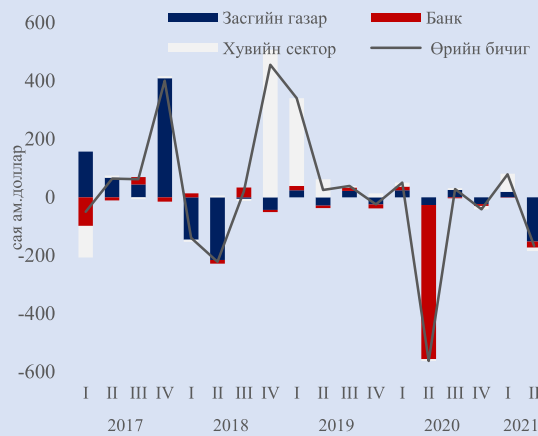 Засгийн газар Банк
Хувийн сектор Өрийн бичиг
сая ам.доллар
600
400
200
0
-200
-400
-600
I II III IV I II III IV I II III IV I II III IV I II
2017 2018 2019 2020 2021